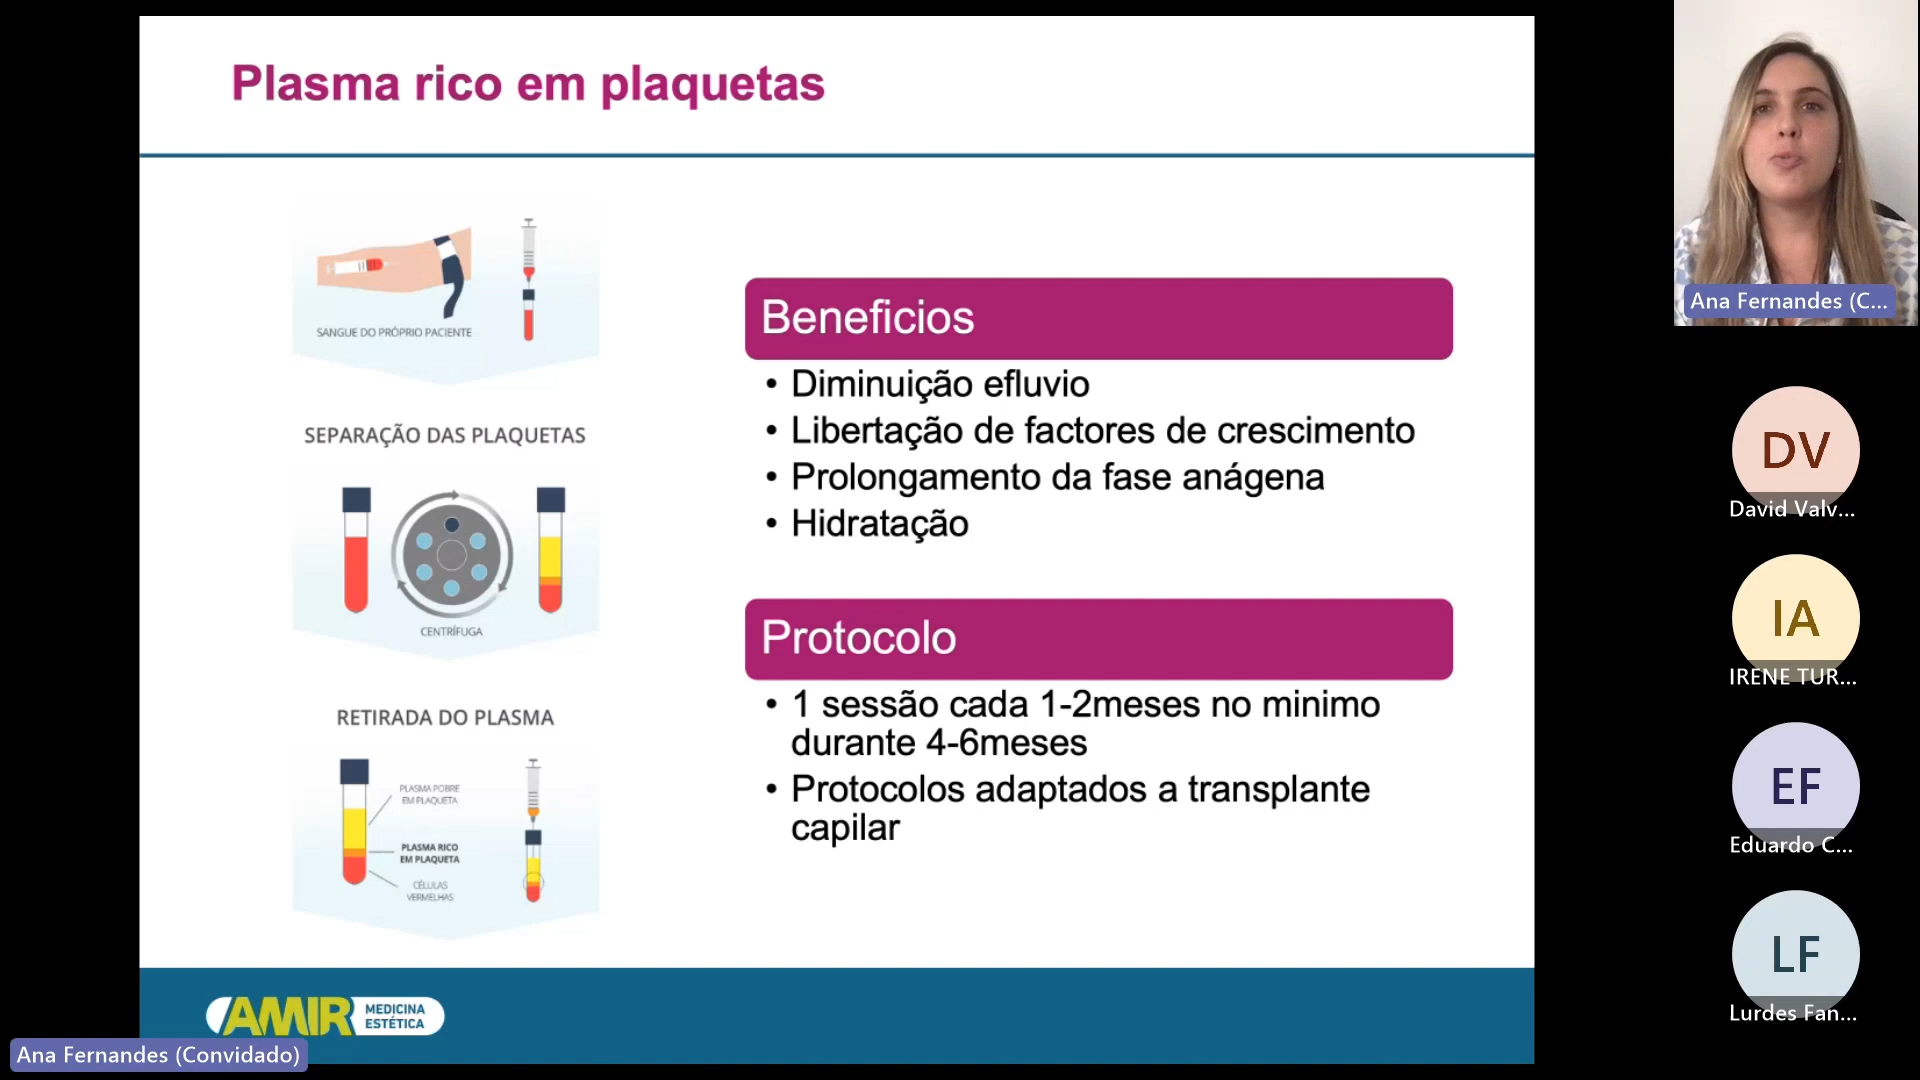 Plasma rico em plaquetas
SANGUE DO PRÓPRIO PACIENTE
SEPARAÇÃO DAS PLAQUETAS
CENTRÍFUGA
RETIRADA DO PLASMA
PLASMA POBRE
EM PLAQUETA
PLASMA RICO
EM PLAQUETA
CÉLULAS
VERMELHAS
Beneficios
• Diminuição efluvio
• Libertação de factores de crescimento
• Prolongamento da fase anágena
• Hidratação
Protocolo
• 1 sessão cada 1-2meses no minimo
durante 4-6meses
• Protocolos adaptados a transplante
capilar
AMIR MEDICINA
ESTÉTICA
Ana Fernandes (Convidado)
Ana Fernandes (C...
DV
David Valv...
IA
IRENE TUR...
EF
Eduardo C...
LF
Lurdes Fan...